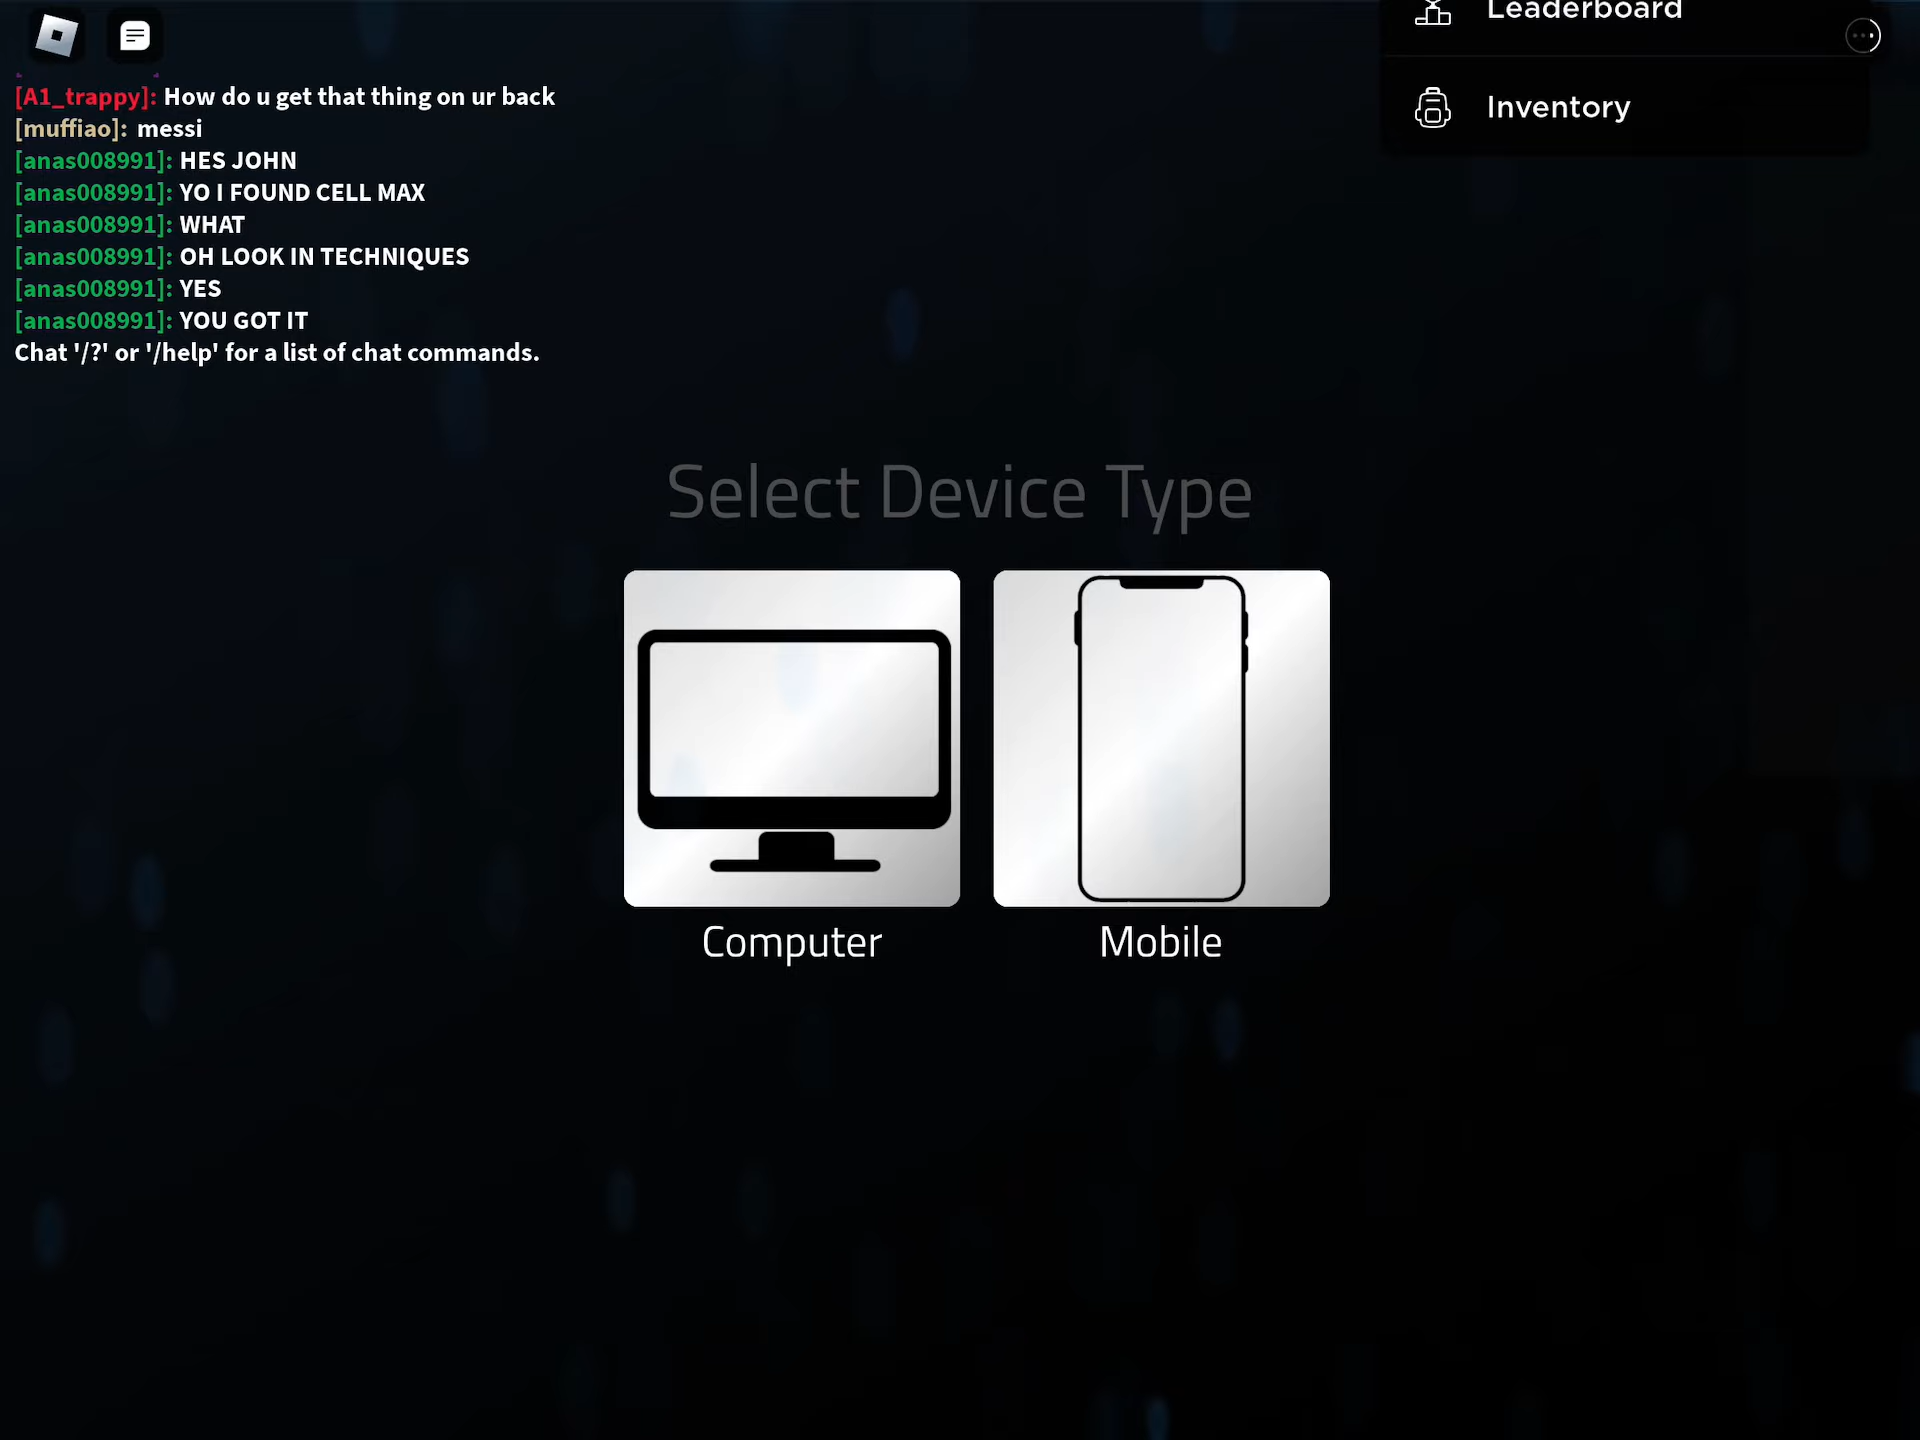 Leaderboard
Inventory
[A1_trappy]: How do u get that thing on ur back
[muffiao]: messi
[anas008991]: HES JOHN
[anas008991]: YO I FOUND CELL MAX
[anas008991]: WHAT
[anas008991]: OH LOOK IN TECHNIQUES
[anas008991]: YES
[anas008991]: YOU GOT IT
Chat '/?' or '/help' for a list of chat commands.
Select Device Type
Computer
Mobile